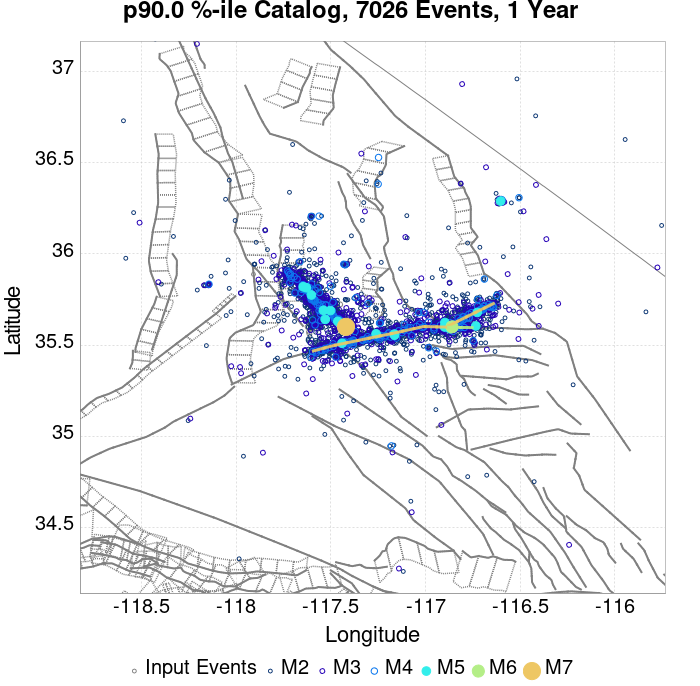 p90.0 %-ile Catalog, 7026 Events, 1 Year
37
36.5
36
35.5
35
34.5
Latitude
-118.5 -118 -117.5 -117 -116.5 -116
Longitude
Input Events M2 M3 M4 M5 M6 M7